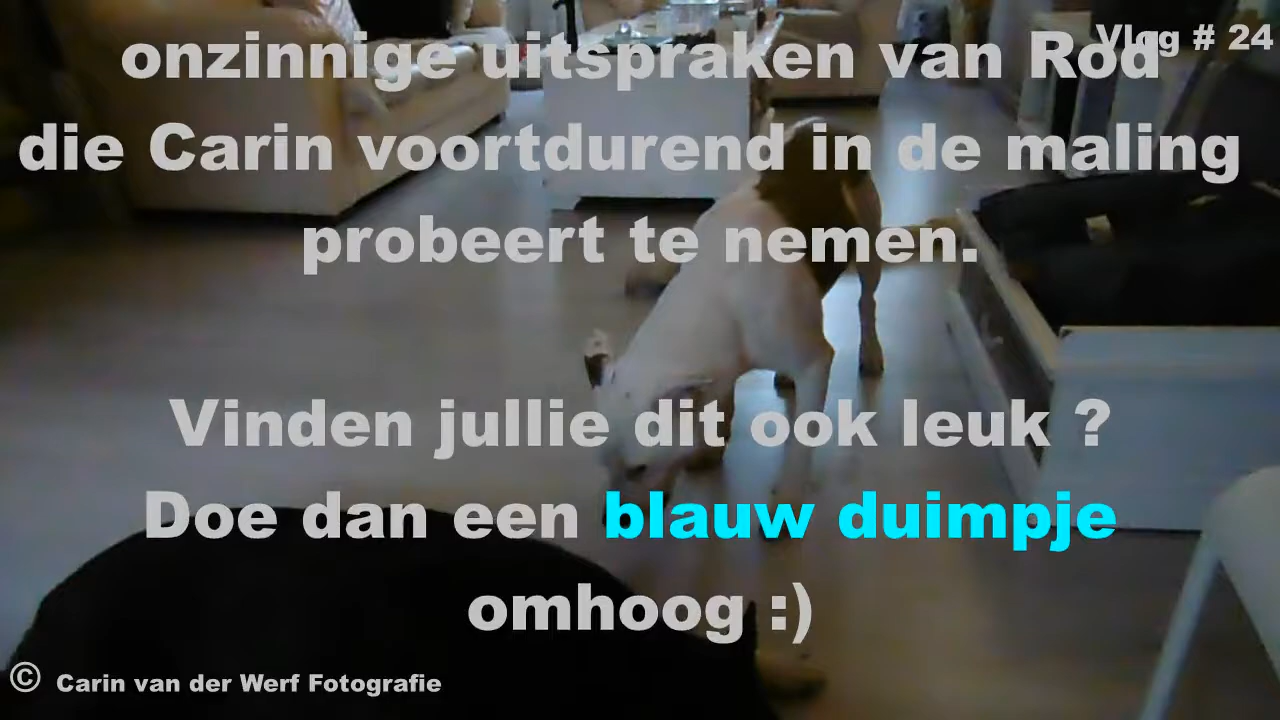 Vlog # 24
onzinnige uitspraken van Rod
die Carin voortdurend in de maling
probeert te nemen.
Vinden jullie dit ook leuk ?
Doe dan een blauw duimpje
omhoog :)
© Carin van der Werf Fotografie